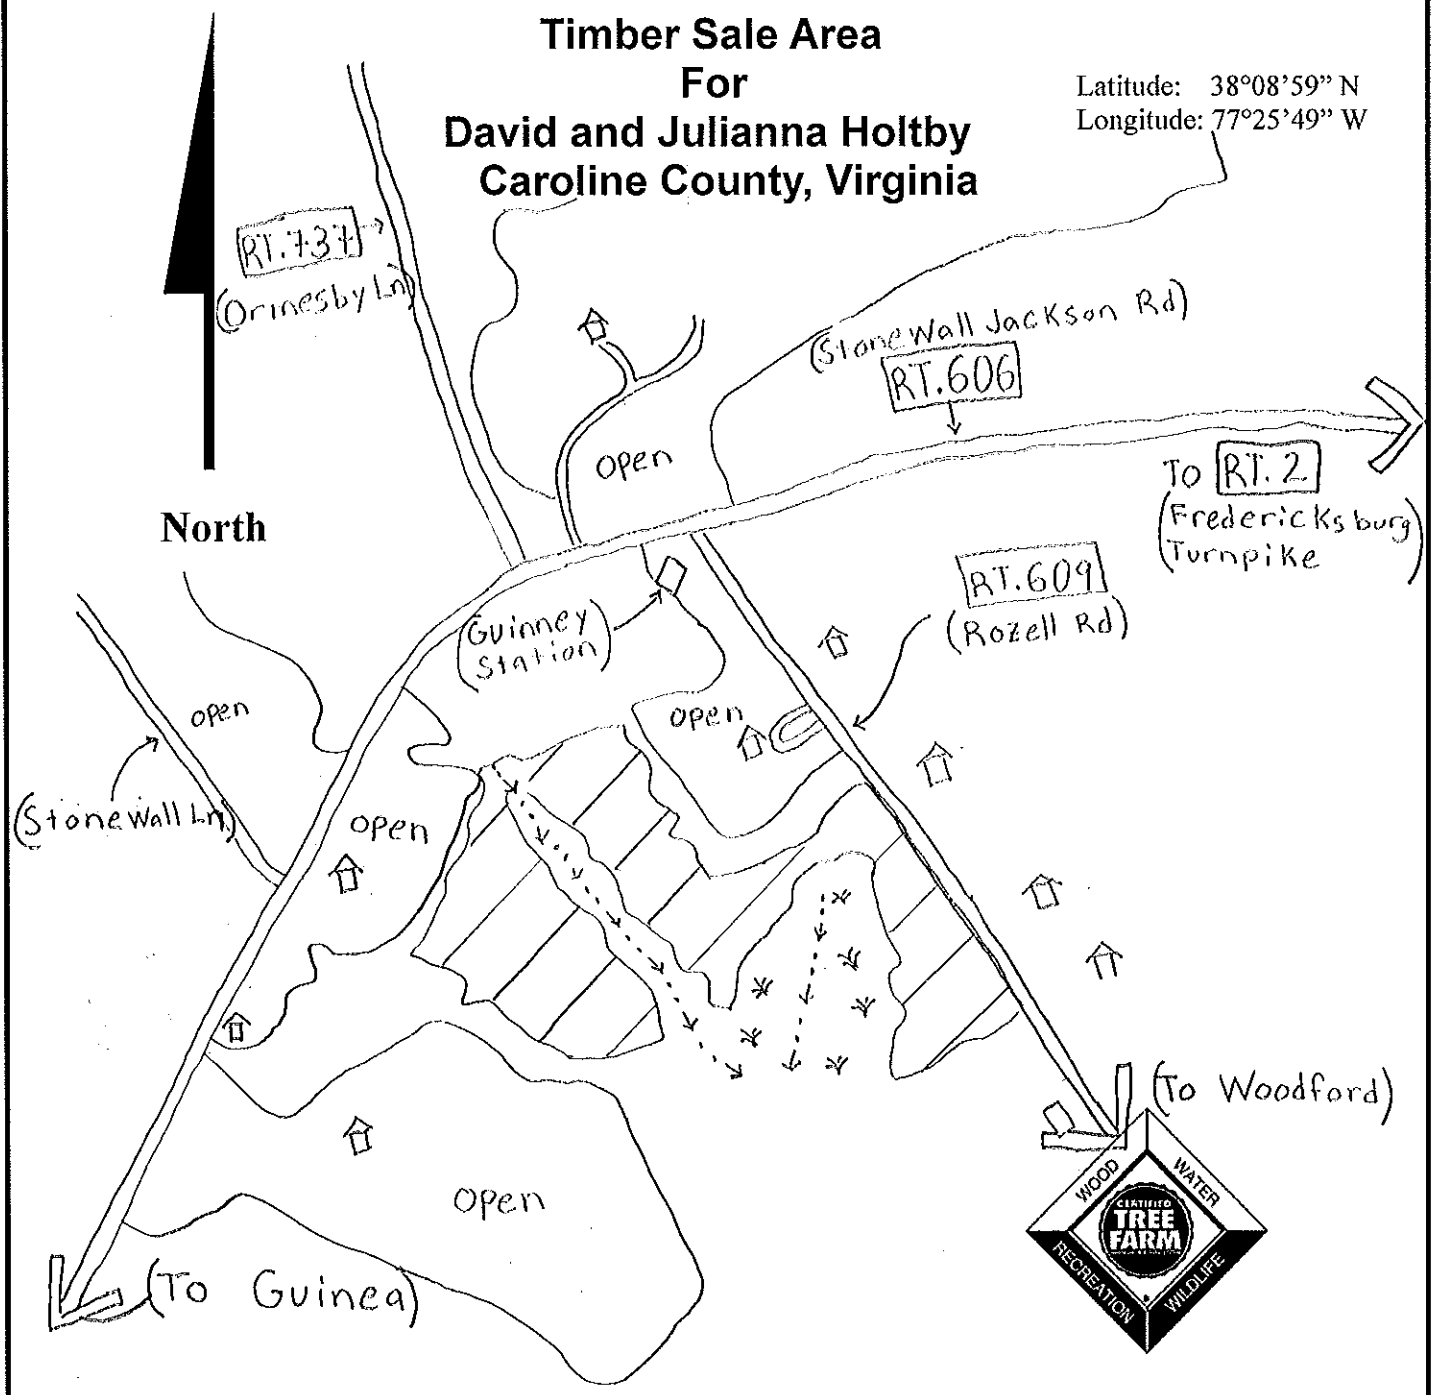 Timber Sale Area
For
David and Julianna Holtby
Caroline County, Virginia
Latitude: 38°08’59” N
Longitude: 77°25’49” W
RT.737
(Ormesby Ln)
(Stonewall Jackson Rd)
RT.606
open
To RT. 2
(Fredericksburg)
(Turnpike
North
RT.609
(Rozell Rd)
(Guinney
Station)
open
open
(Stonewall Ln)
open
(To Woodford)
open
(To Guinea)
WOOD
WATER
CERTIFIED
TREE
FARM
RECREATION
WILDLIFE